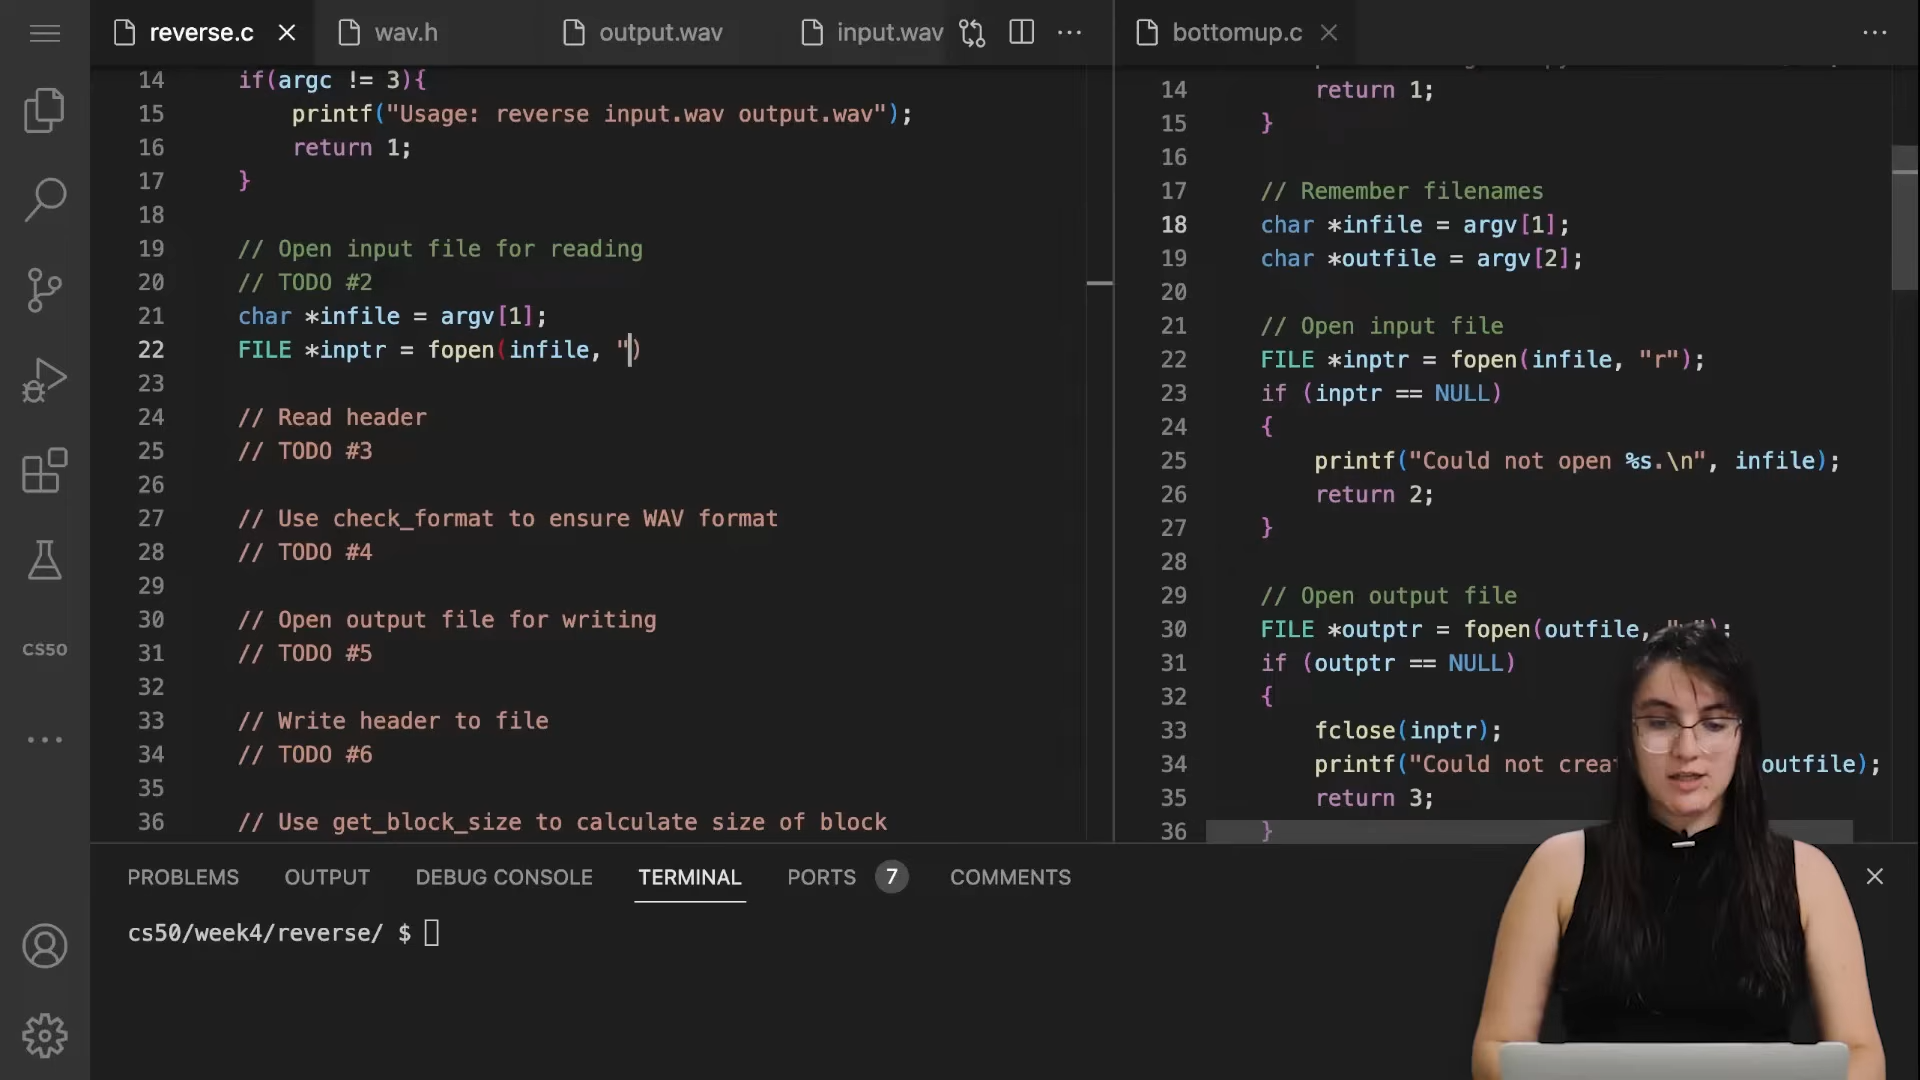 reverse.c
wav.h
output.wav
input.wav
bottomup.c
14 if(argc != 3){
15 printf("Usage: reverse input.wav output.wav");
16 return 1;
17 }
18
19 // Open input file for reading
20 // TODO #2
21 char *infile = argv[1];
22 FILE *inptr = fopen(infile, ")
23
24 // Read header
25 // TODO #3
26
27 // Use check_format to ensure WAV format
28 // TODO #4
29
30 // Open output file for writing
31 // TODO #5
32
33 // Write header to file
34 // TODO #6
35
36 // Use get_block_size to calculate size of block
14 return 1;
15 }
16
17 // Remember filenames
18 char *infile = argv[1];
19 char *outfile = argv[2];
20
21 // Open input file
22 FILE *inptr = fopen(infile, "r");
23 if (inptr == NULL)
24 {
25 printf("Could not open %s.\n", infile);
26 return 2;
27 }
28
29 // Open output file
30 FILE *outptr = fopen(outfile,
31 if (outptr == NULL)
32 {
33 fclose(inptr);
34 printf("Could not outfile);
35 return 3;
36 }
CS50
PROBLEMS OUTPUT DEBUG CONSOLE TERMINAL PORTS 7 COMMENTS
cs50/week4/reverse/ $